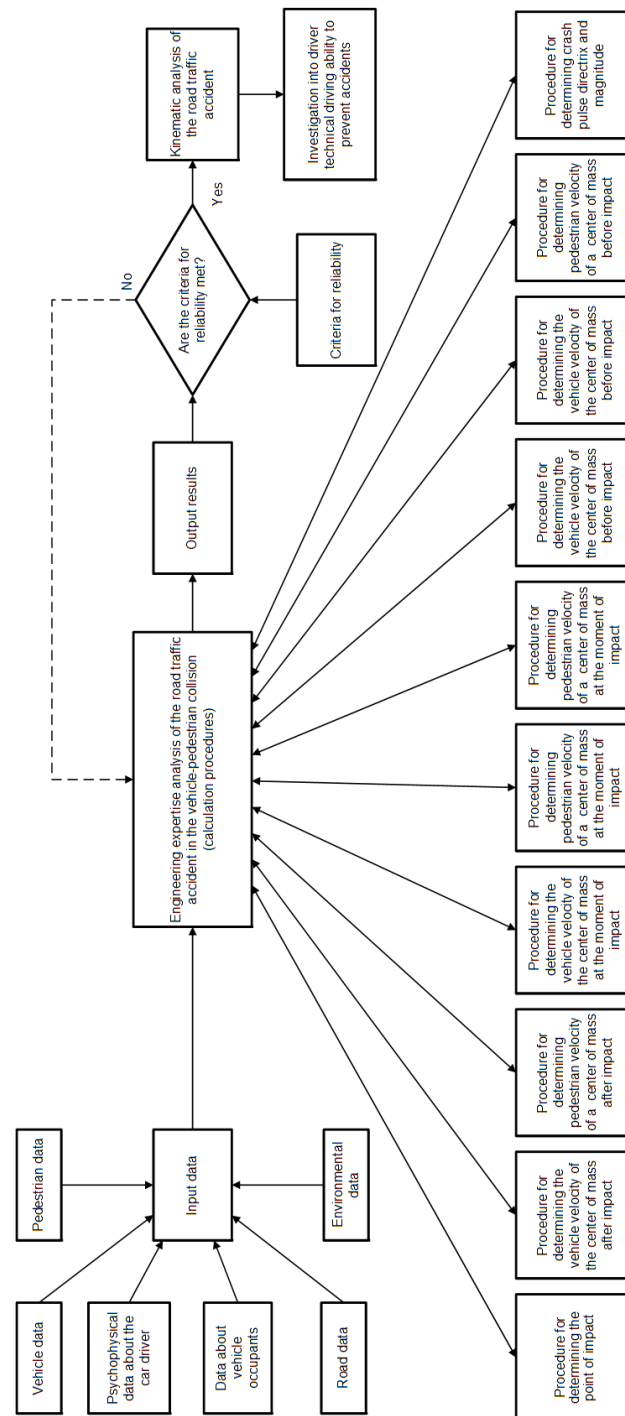 Vehicle data
Psychophysical
data about the
car driver
Data about
vehicle
occupants
Road data
Pedestrian data
Input data
Environmental
data
Engineering expertise analysis of the road traffic
accident in the vehicle-pedestrian collision
(calculation procedures)
Output results
Are the criteria for
reliability met?
No
Yes
Criteria for reliability
Kinematic analysis of
the road traffic
accident
Investigation into driver
technical driving ability to
prevent accidents
Procedure for
determining the
point of impact
Procedure for
determining the
vehicle velocity of
the center of mass
after impact
Procedure for
determining
pedestrian velocity
of a center of mass
after impact
Procedure for
determining the
vehicle velocity of
the center of mass
at the moment of
impact
Procedure for
determining
pedestrian velocity
of a center of mass
at the moment of
impact
Procedure for
determining
pedestrian velocity
of a center of mass
at the moment of
impact
Procedure for
determining the
vehicle velocity of
the center of mass
before impact
Procedure for
determining the
vehicle velocity of
the center of mass
before impact
Procedure for
determining
pedestrian velocity
of a center of mass
before impact
Procedure for
determining crash
pulse directrix and
magnitude